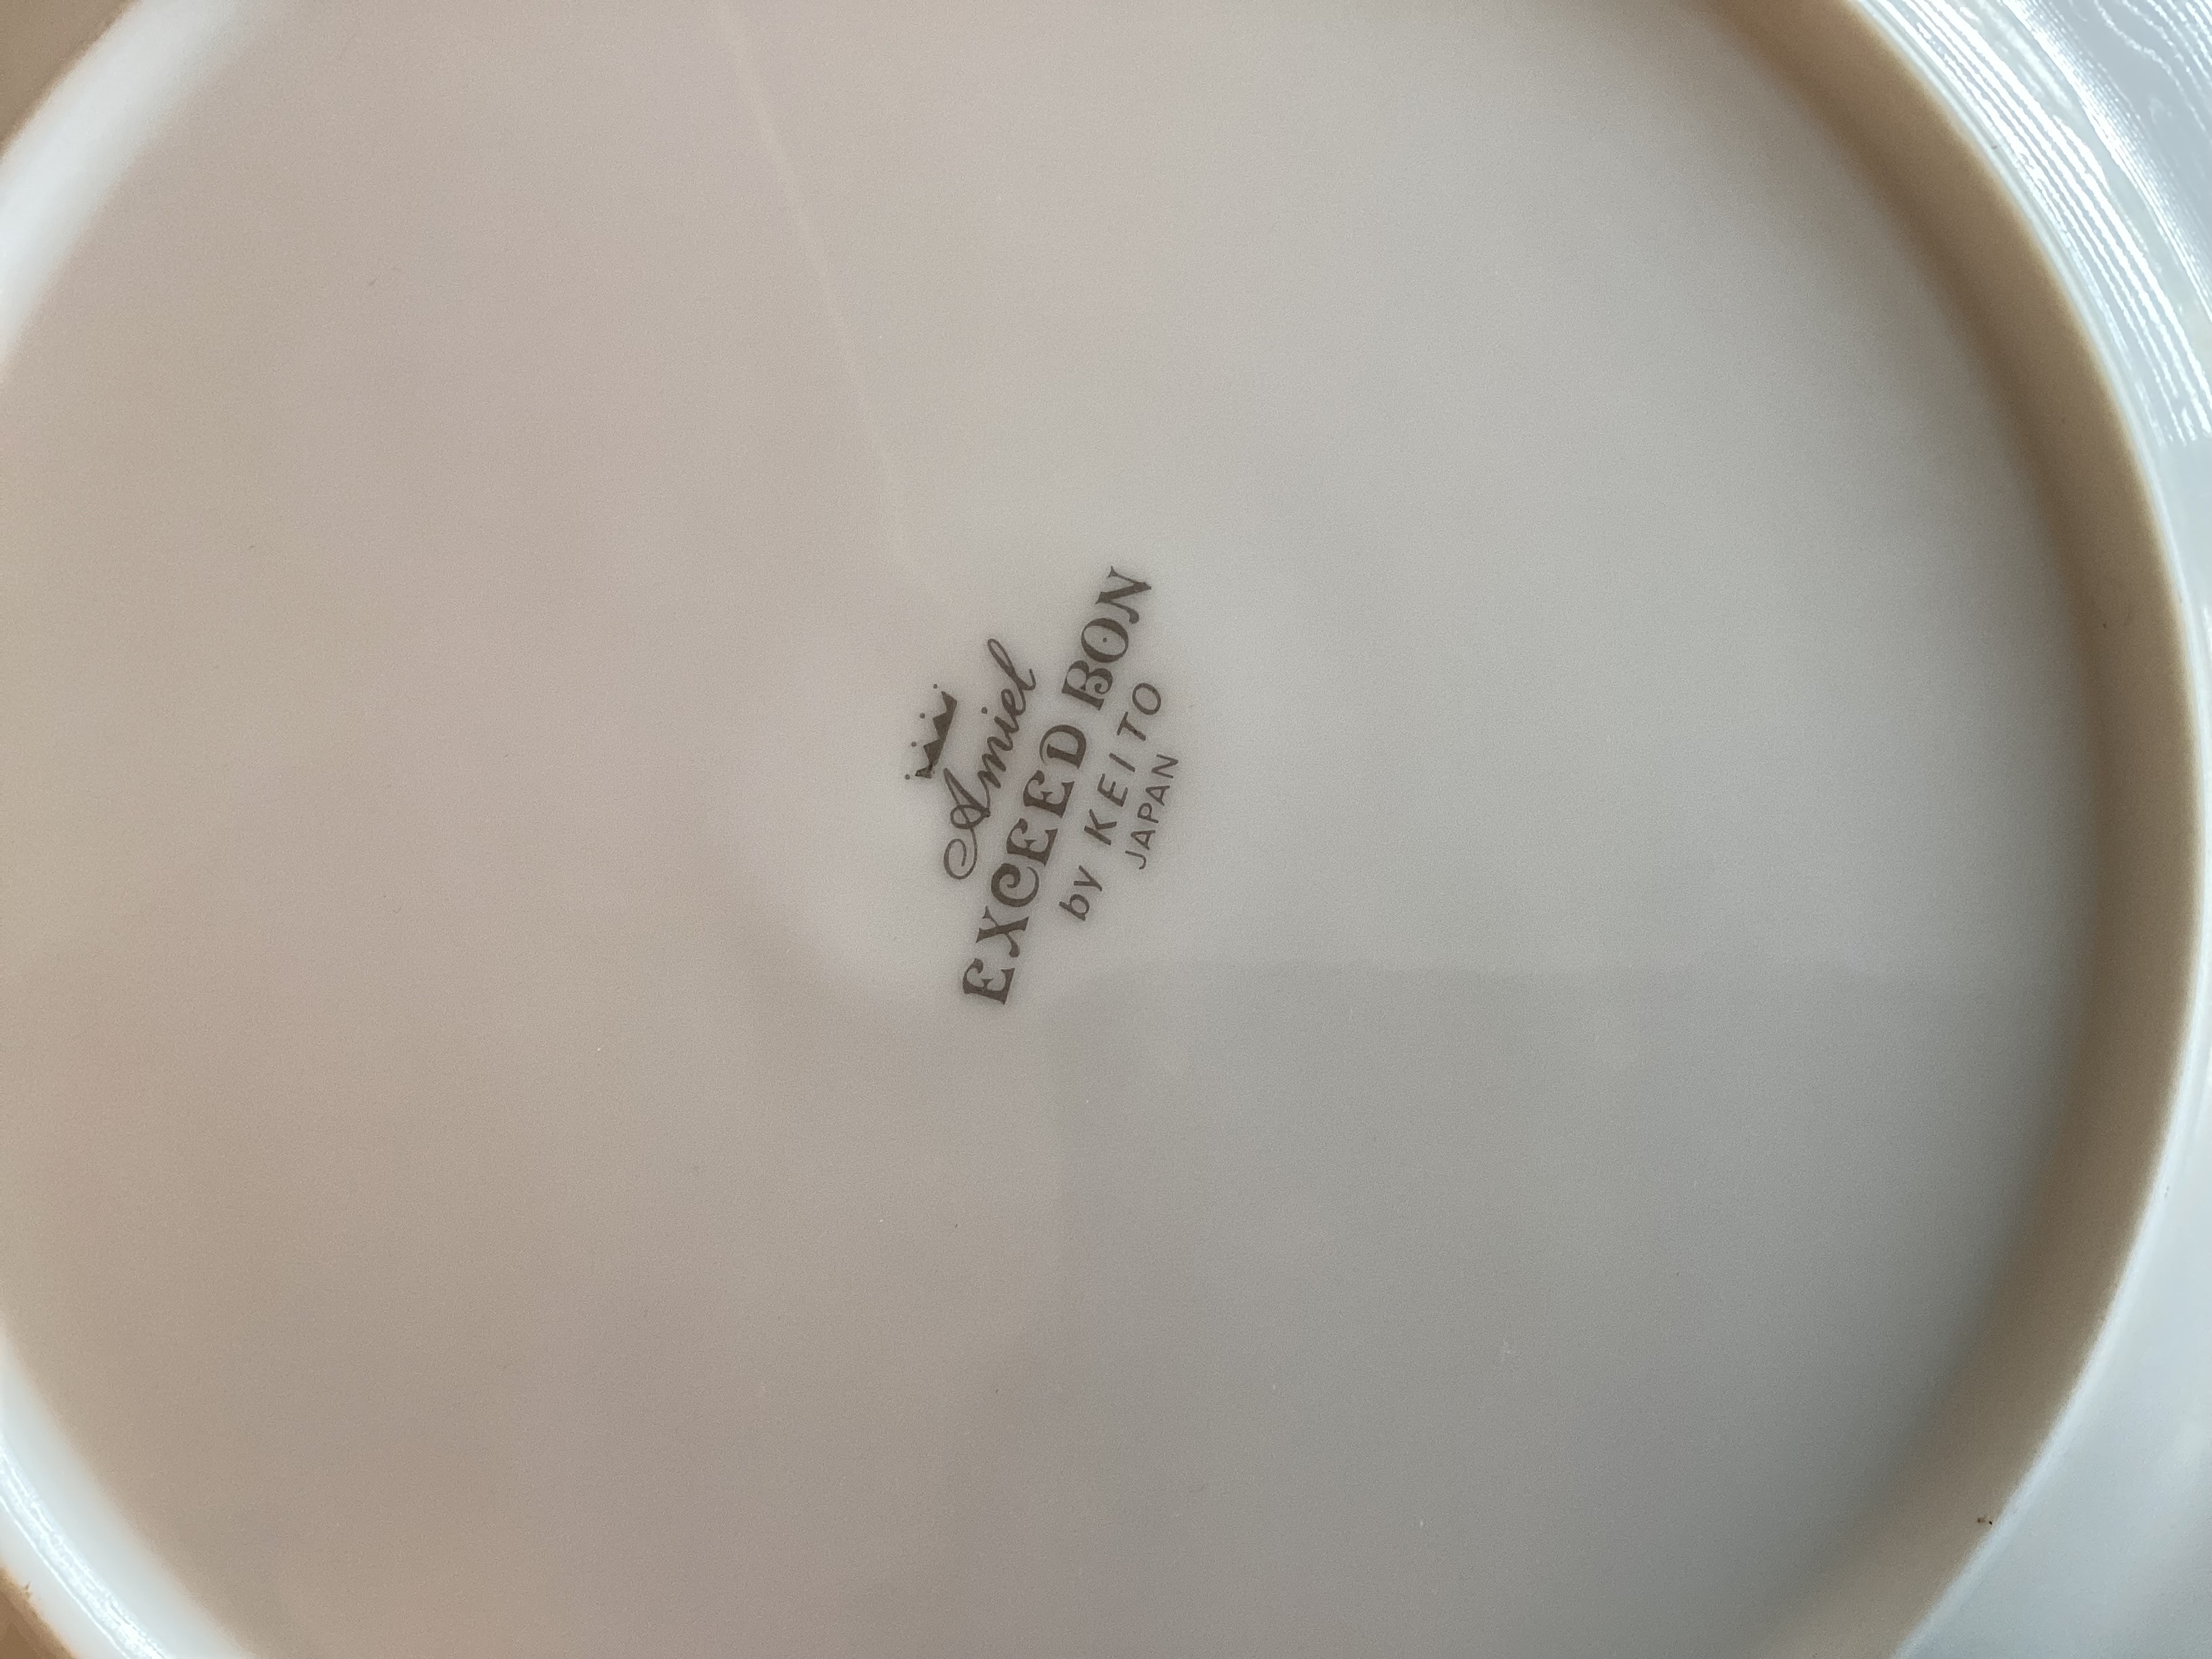 Amiel
EXCEED BON
by KEITO
JAPAN